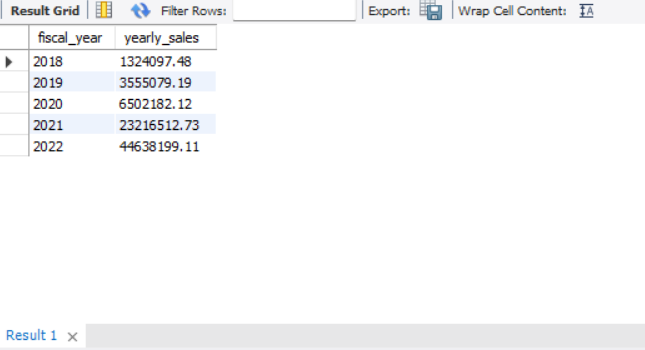 Result Grid Filter Rows: Export: Wrap Cell Content: IA
fiscal_year yearly_sales
2018 1324097.48
2019 3555079.19
2020 6502182.12
2021 23216512.73
2022 44638199.11
Result 1 ×